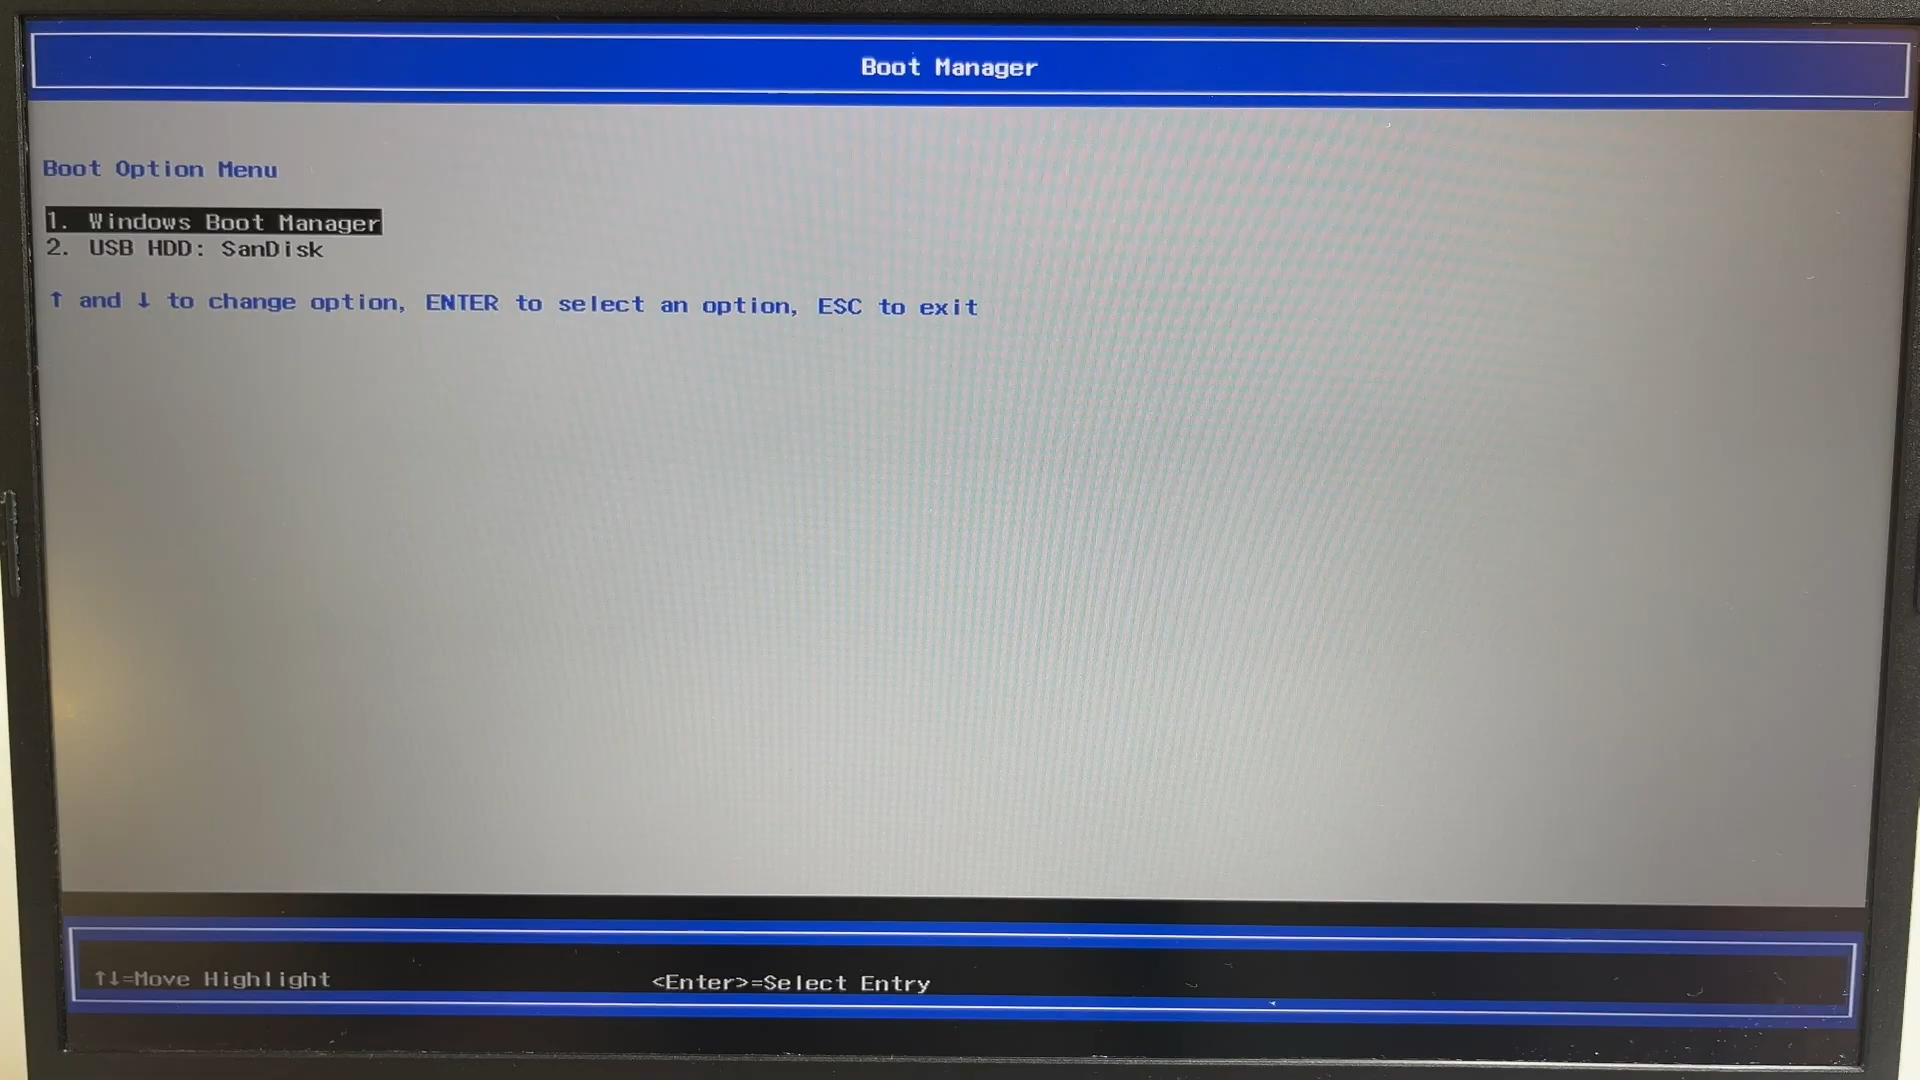 Boot Manager
Boot Option Menu
1. Windows Boot Manager
2. USB HDD: SanDisk
↑ and ↓ to change option, ENTER to select an option, ESC to exit
↑↓=Move Highlight
<Enter>=Select Entry